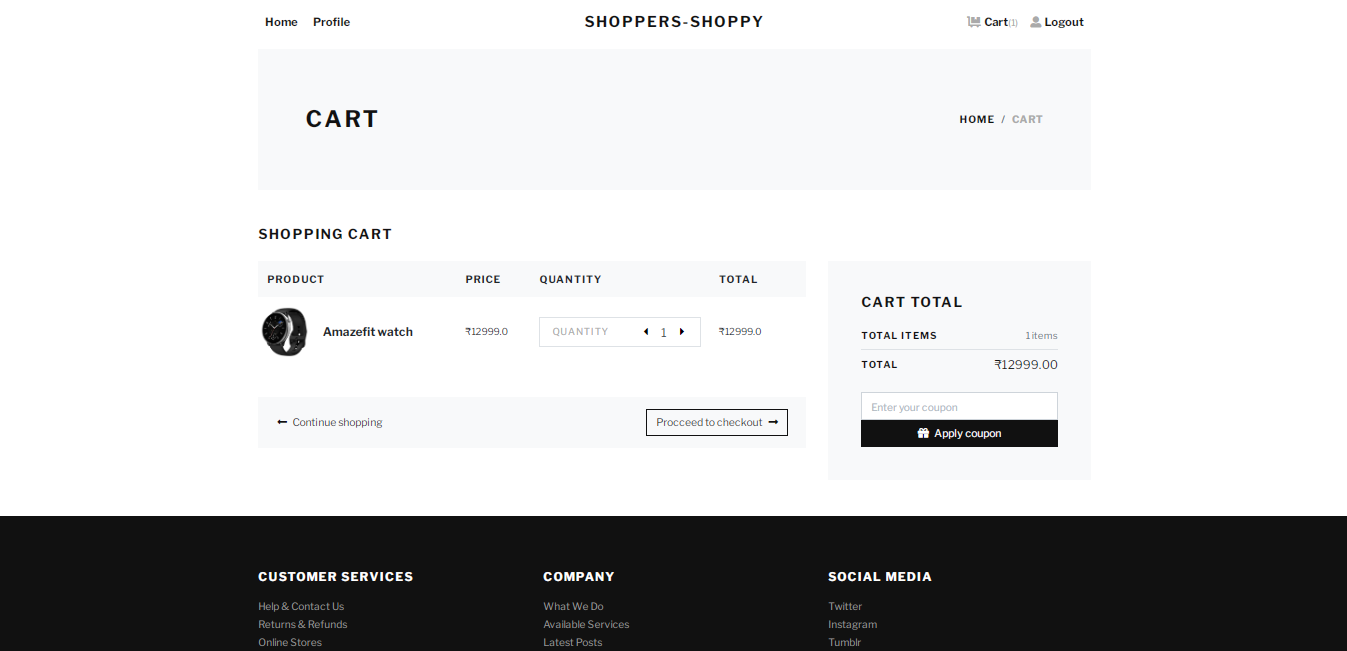 Home Profile SHOPPERS-SHOPPY Cart(1) Logout
CART HOME / CART
SHOPPING CART
PRODUCT PRICE QUANTITY TOTAL
Amazefit watch ₹12999.0 QUANTITY 1 ₹12999.0
Continue shopping Procceed to checkout
CART TOTAL
TOTAL ITEMS 1 items
TOTAL ₹12999.00
Enter your coupon
Apply coupon
CUSTOMER SERVICES COMPANY SOCIAL MEDIA
Help & Contact Us What We Do Twitter
Returns & Refunds Available Services Instagram
Online Stores Latest Posts Tumblr